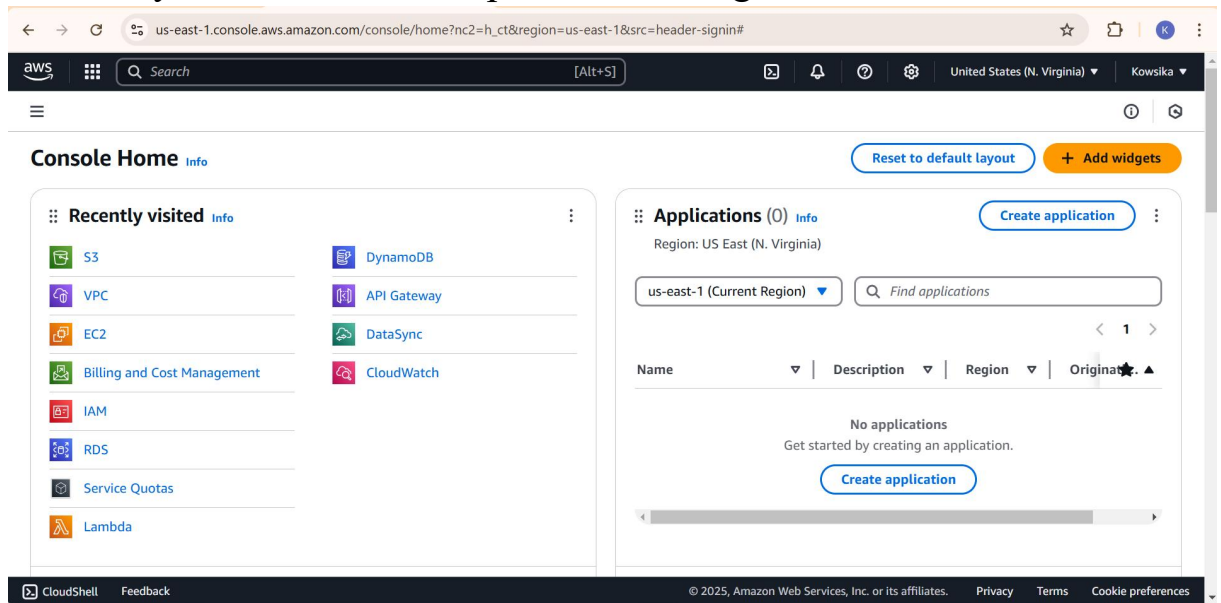 us-east-1.console.aws.amazon.com/console/home?nc2=h_ct&region=us-east-1&src=header-signin#
K
aws
Search
[Alt+S]
United States (N. Virginia)
Kowsika
Console Home Info
Reset to default layout
+ Add widgets
Recently visited Info
S3
VPC
EC2
Billing and Cost Management
IAM
RDS
Service Quotas
Lambda
DynamoDB
API Gateway
DataSync
CloudWatch
Applications (0) Info
Create application
Region: US East (N. Virginia)
us-east-1 (Current Region)
Find applications
1
Name
Description
Region
No applications
Get started by creating an application.
Create application
CloudShell
Feedback
© 2025, Amazon Web Services, Inc. or its affiliates.
Privacy
Terms
Cookie preferences